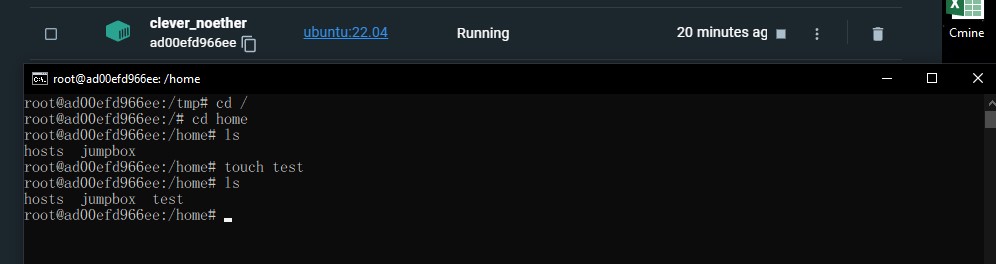 clever_noether
ad00efd966ee
ubuntu:22.04
Running
20 minutes ag
Cmine
root@ad00efd966ee: /home
root@ad00efd966ee:/tmp# cd /
root@ad00efd966ee:/# cd home
root@ad00efd966ee:/home# ls
hosts  jumpbox
root@ad00efd966ee:/home# touch test
root@ad00efd966ee:/home# ls
hosts  jumpbox  test
root@ad00efd966ee:/home#